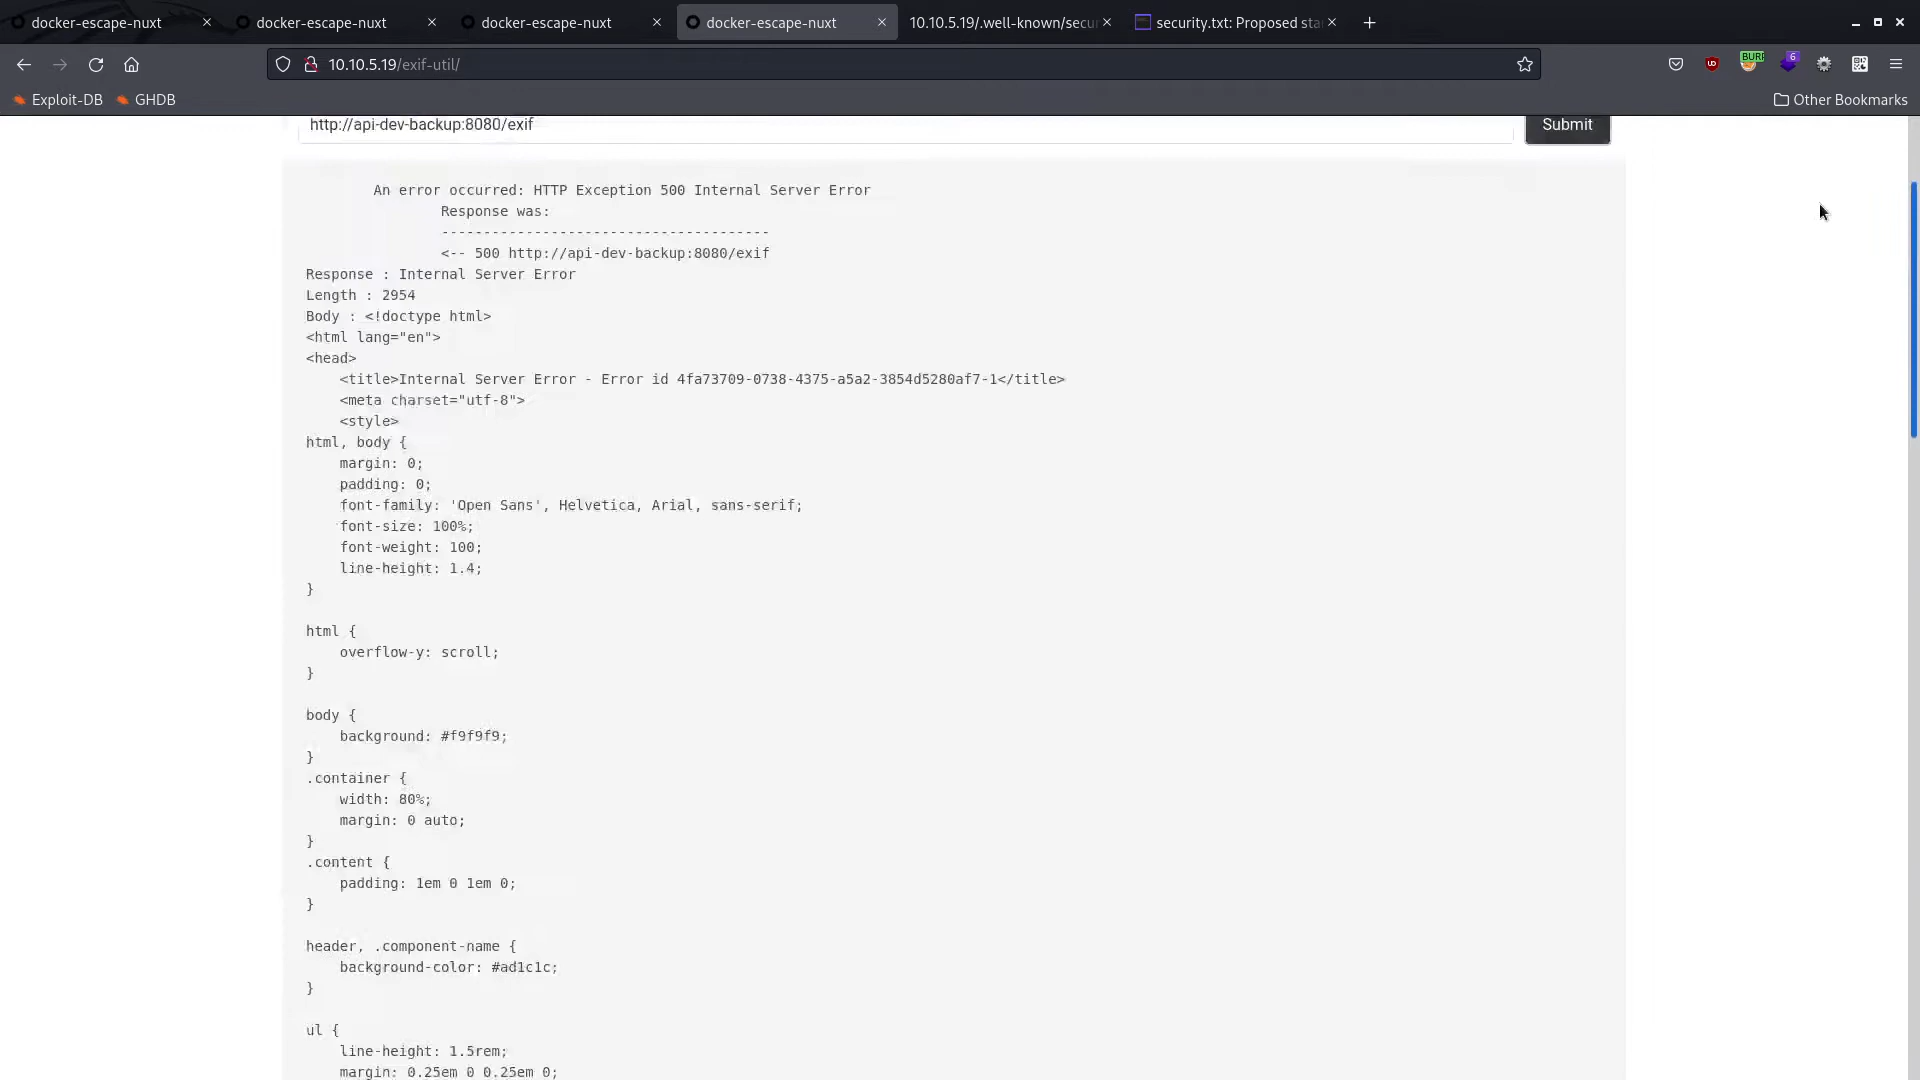 docker-escape-nuxt
docker-escape-nuxt
docker-escape-nuxt
docker-escape-nuxt
10.10.5.19/.well-known/secu
security.txt: Proposed sta
10.10.5.19/exif-util/
BURP
6
Exploit-DB
GHDB
Other Bookmarks
http://api-dev-backup:8080/exif
Submit
An error occurred: HTTP Exception 500 Internal Server Error
Response was:
---------------------------------------
<-- 500 http://api-dev-backup:8080/exif
Response : Internal Server Error
Length : 2954
Body : <!doctype html>
<html lang="en">
<head>
<title>Internal Server Error - Error id 4fa73709-0738-4375-a5a2-3854d5280af7-1</title>
<meta charset="utf-8">
<style>
html, body {
margin: 0;
padding: 0;
font-family: 'Open Sans', Helvetica, Arial, sans-serif;
font-size: 100%;
font-weight: 100;
line-height: 1.4;
}
html {
overflow-y: scroll;
}
body {
background: #f9f9f9;
}
.container {
width: 80%;
margin: 0 auto;
}
.content {
padding: 1em 0 1em 0;
}
header, .component-name {
background-color: #ad1c1c;
}
ul {
line-height: 1.5rem;
margin: 0.25em 0 0.25em 0;